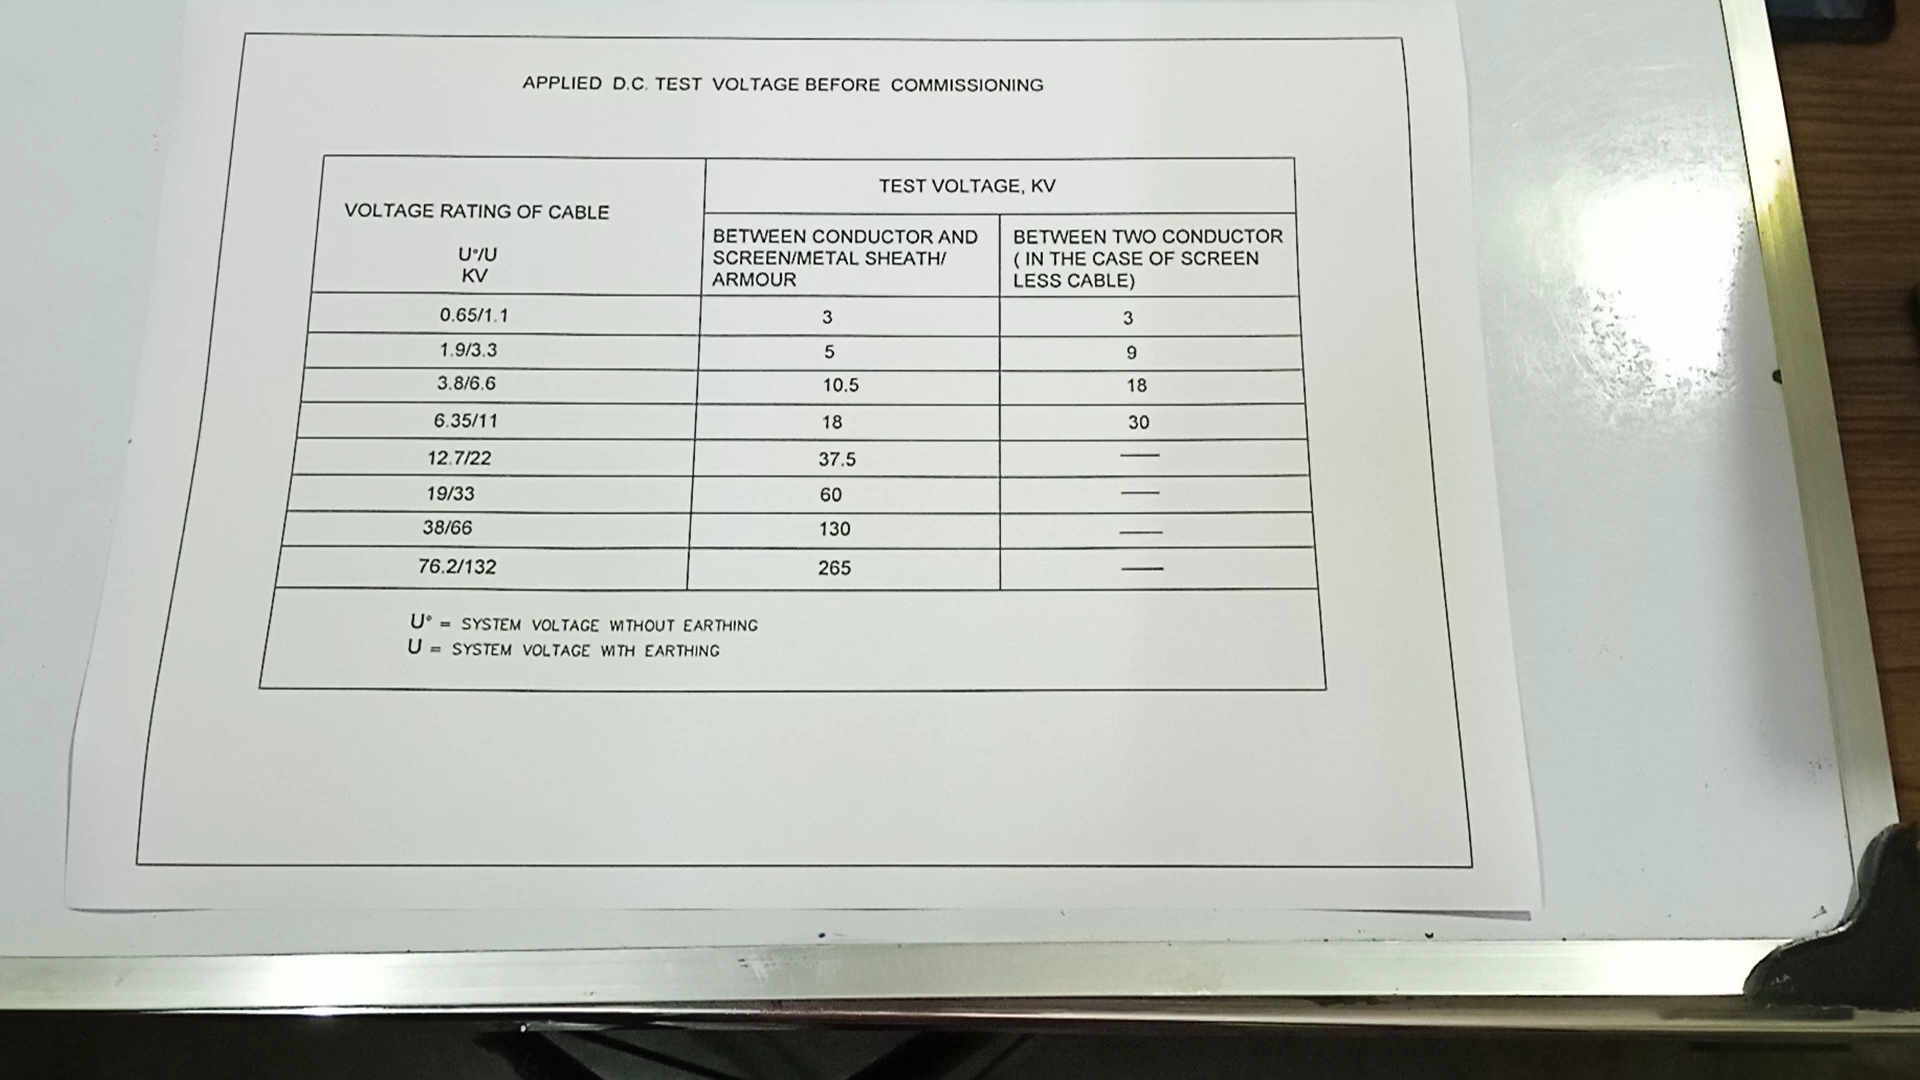 APPLIED D.C. TEST VOLTAGE BEFORE COMMISSIONING
VOLTAGE RATING OF CABLE
U°/U
KV
TEST VOLTAGE, KV
BETWEEN CONDUCTOR AND
SCREEN/METAL SHEATH/
ARMOUR
BETWEEN TWO CONDUCTOR
( IN THE CASE OF SCREEN
LESS CABLE)
0.65/1.1 3 3
1.9/3.3 5 9
3.8/6.6 10.5 18
6.35/11 18 30
12.7/22 37.5 —
19/33 60 —
38/66 130 —
76.2/132 265 —
U° = SYSTEM VOLTAGE WITHOUT EARTHING
U = SYSTEM VOLTAGE WITH EARTHING